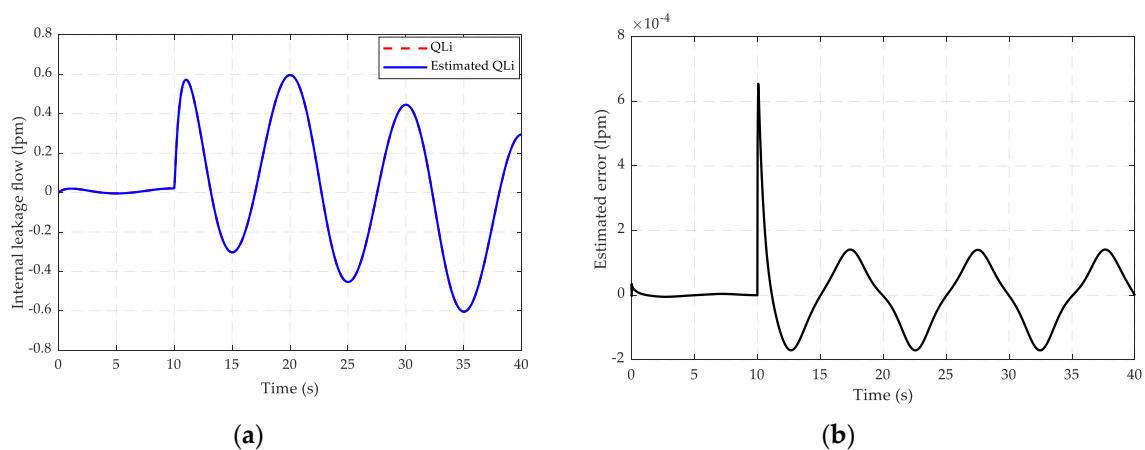 0.8
0.6
0.4
0.2
0
-0.2
-0.4
-0.6
-0.8
Internal leakage flow (lpm)
QLi
Estimated QLi
0 5 10 15 20 25 30 35 40
Time (s)
(a)
×10⁻⁴
8
6
4
2
0
-2
Estimated error (lpm)
0 5 10 15 20 25 30 35 40
Time (s)
(b)